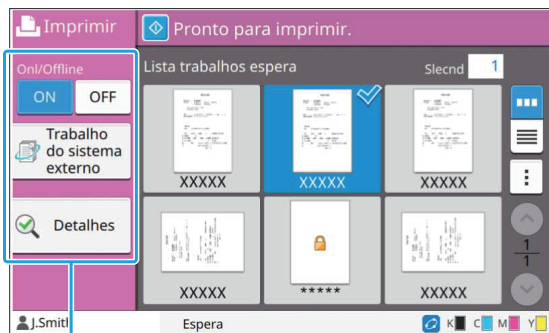 Imprimir
Pronto para imprimir.
Onl/Offline
ON OFF
Trabalho
do sistema
externo
Detalhes
Lista trabalhos espera
Slecnd 1
XXXXX XXXXX XXXXX
XXXXX ***** XXXXX
1
1
J.Smith
Espera
K C M Y